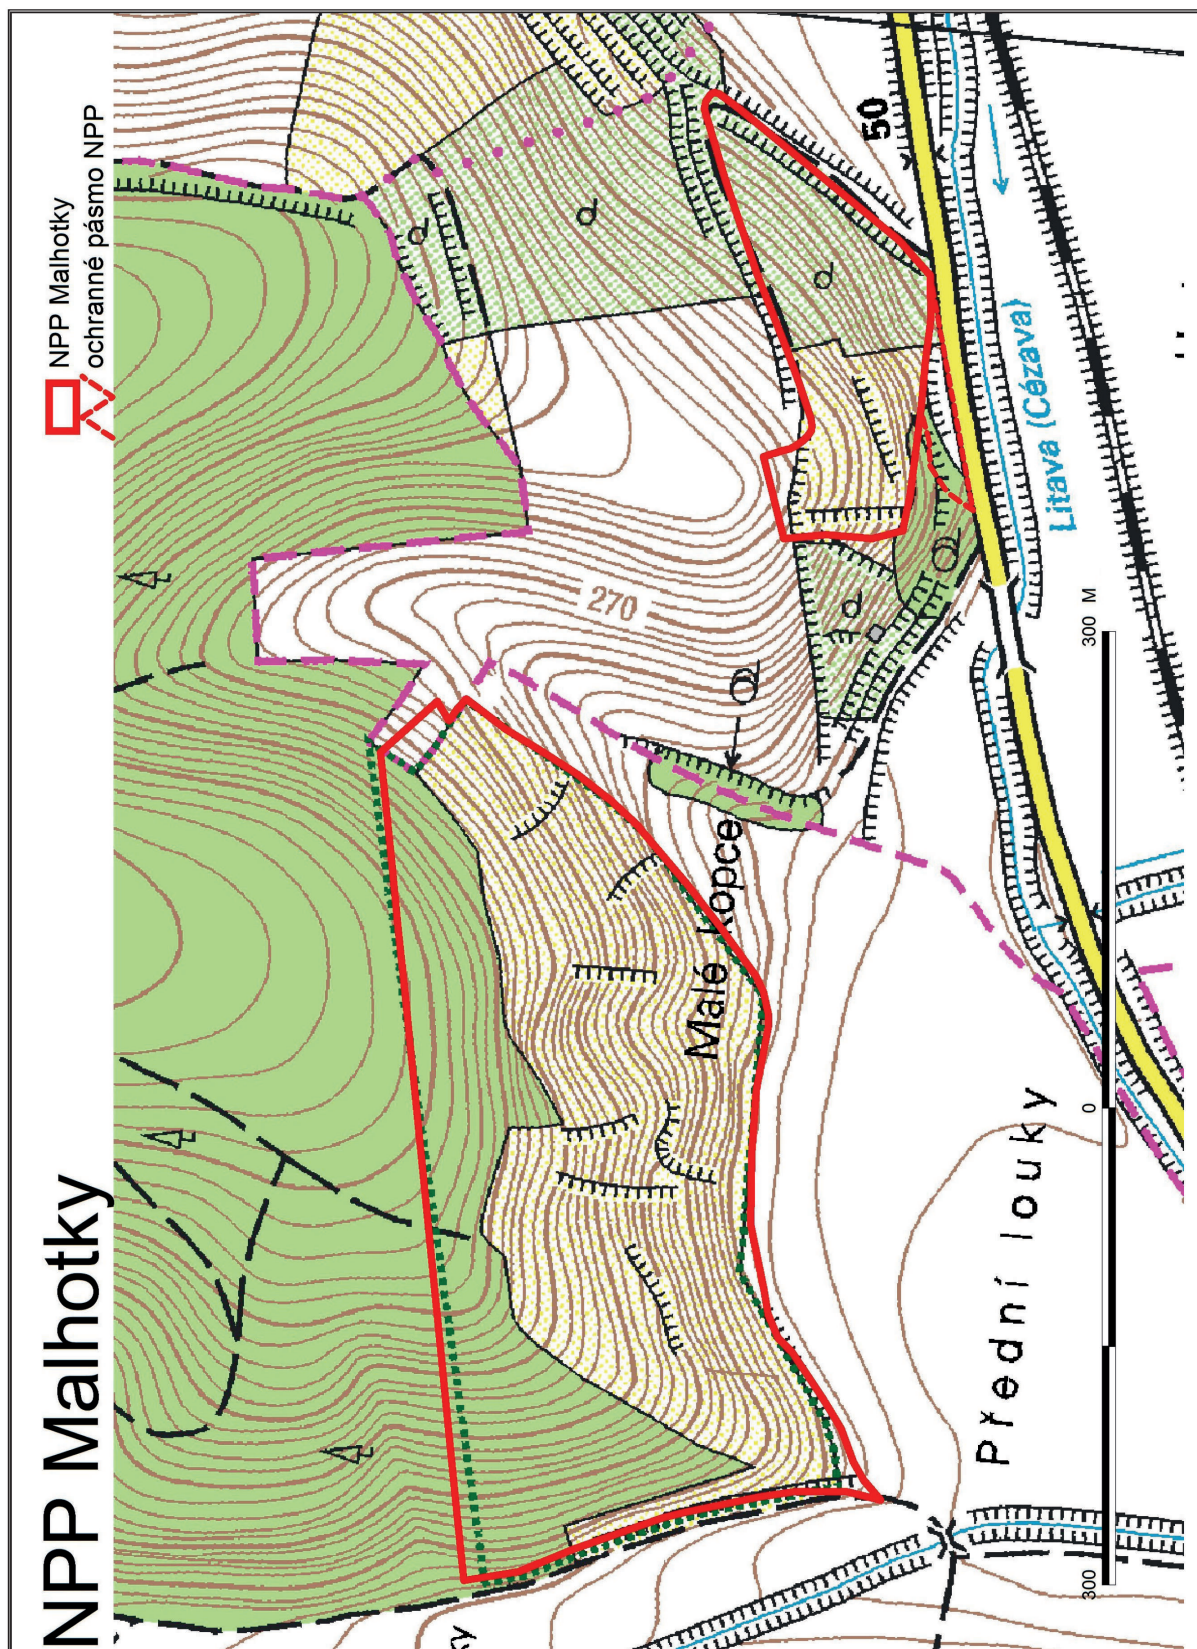 NPP Malhotky
NPP Malhotky
ochranné pásmo NPP
50
270
Malé Kopce
Litava (Cézava)
Přední louky
300
0
300 M